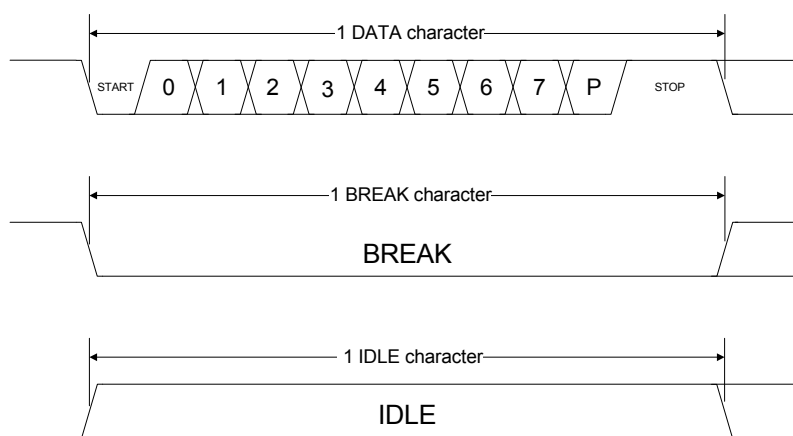 1 DATA character
START 0 1 2 3 4 5 6 7 P STOP
1 BREAK character
BREAK
1 IDLE character
IDLE